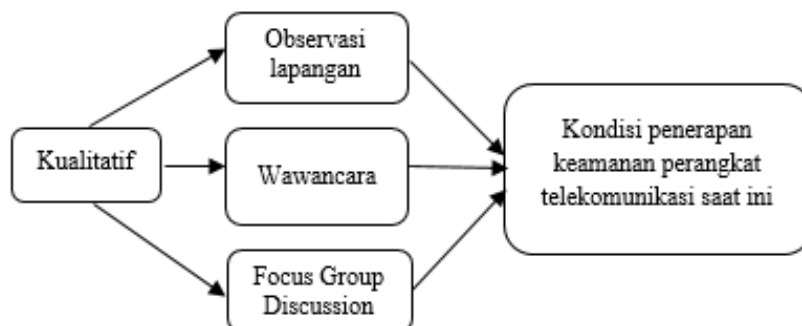 Observasi
lapangan
Kualitatif
Wawancara
Focus Group
Discussion
Kondisi penerapan
keamanan perangkat
telekomunikasi saat ini